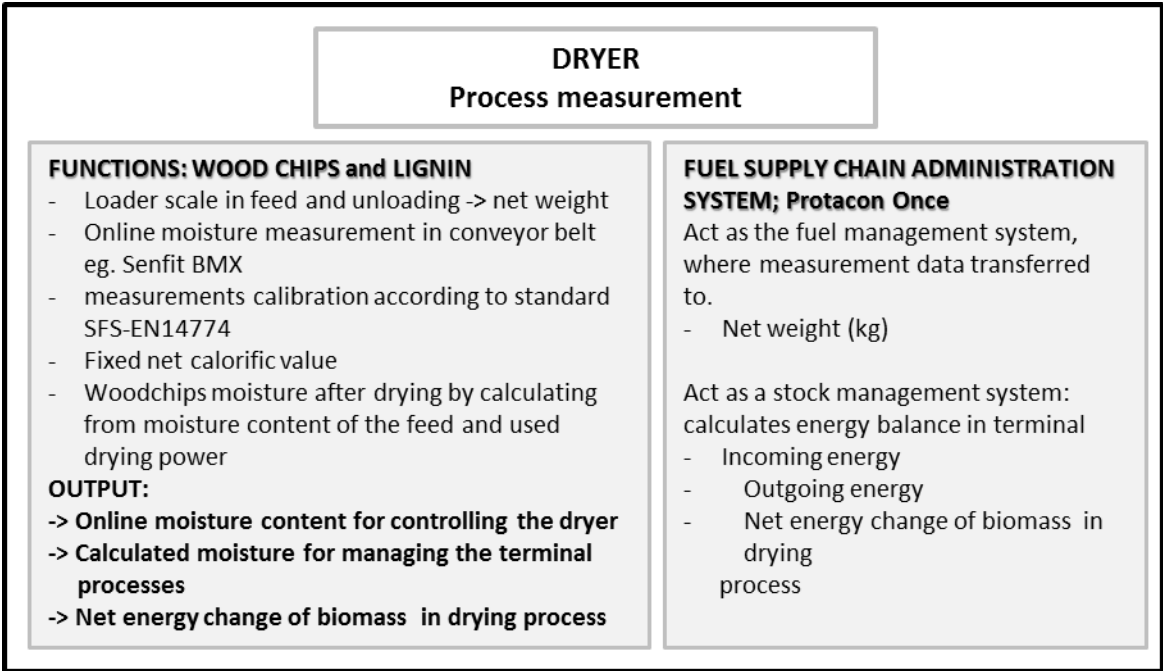 DRYER
Process measurement
FUNCTIONS: WOOD CHIPS and LIGNIN
- Loader scale in feed and unloading -> net weight
- Online moisture measurement in conveyor belt
eg. Senfit BMX
- measurements calibration according to standard
SFS-EN14774
- Fixed net calorific value
- Woodchips moisture after drying by calculating
from moisture content of the feed and used
drying power
OUTPUT:
-> Online moisture content for controlling the dryer
-> Calculated moisture for managing the terminal
processes
-> Net energy change of biomass in drying process
FUEL SUPPLY CHAIN ADMINISTRATION
SYSTEM; Protacon Once
Act as the fuel management system,
where measurement data transferred
to.
- Net weight (kg)
Act as a stock management system:
calculates energy balance in terminal
- Incoming energy
- Outgoing energy
- Net energy change of biomass in
drying
process